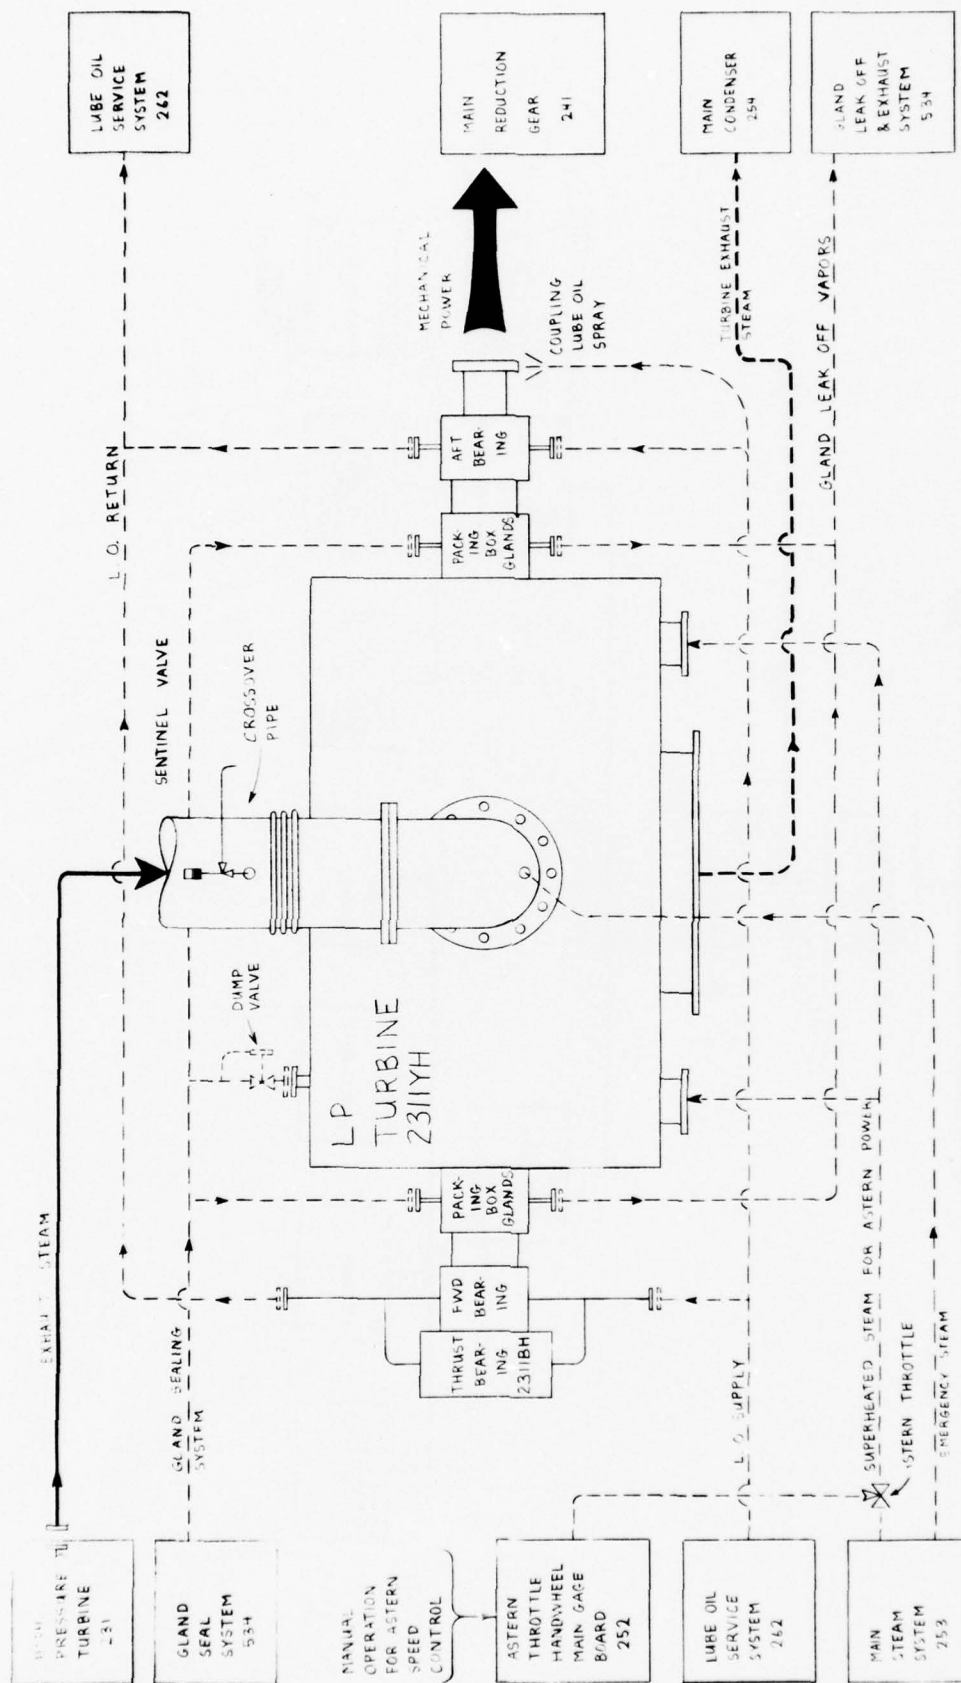 LUBE OIL
SERVICE
SYSTEM
262
MAIN
REDUCTION
GEAR
241
MAIN
CONDENSER
254
GLAND
LEAK OFF
& EXHAUST
SYSTEM
534
MECHANICAL
POWER
COUPLING
LUBE OIL
SPRAY
TURBINE EXHAUST
STEAM
GLAND LEAK OFF VAPORS
L.O. RETURN
AFT
BEAR-
ING
PACK-
ING
BOX
GLANDS
SENTINEL VALVE
CROSSOVER
PIPE
DUMP
VALVE
LP
TURBINE
2311YH
PACK-
ING
BOX
GLANDS
FWD
BEAR-
ING
THRUST
BEAR-
ING
2311BH
EXHAUST STEAM
GLAND SEALING
SYSTEM
L.O. SUPPLY
SUPERHEATED STEAM FOR ASTERN POWER
ASTERN THROTTLE
EMERGENCY STEAM
PRESSURE
TURBINE
231
GLAND
SEAL
SYSTEM
534
MANUAL
OPERATION
FOR ASTERN
SPEED
CONTROL
ASTERN
THROTTLE
HANDWHEEL
MAIN GAGE
BOARD
252
LUBE OIL
SERVICE
SYSTEM
262
MAIN
STEAM
SYSTEM
253